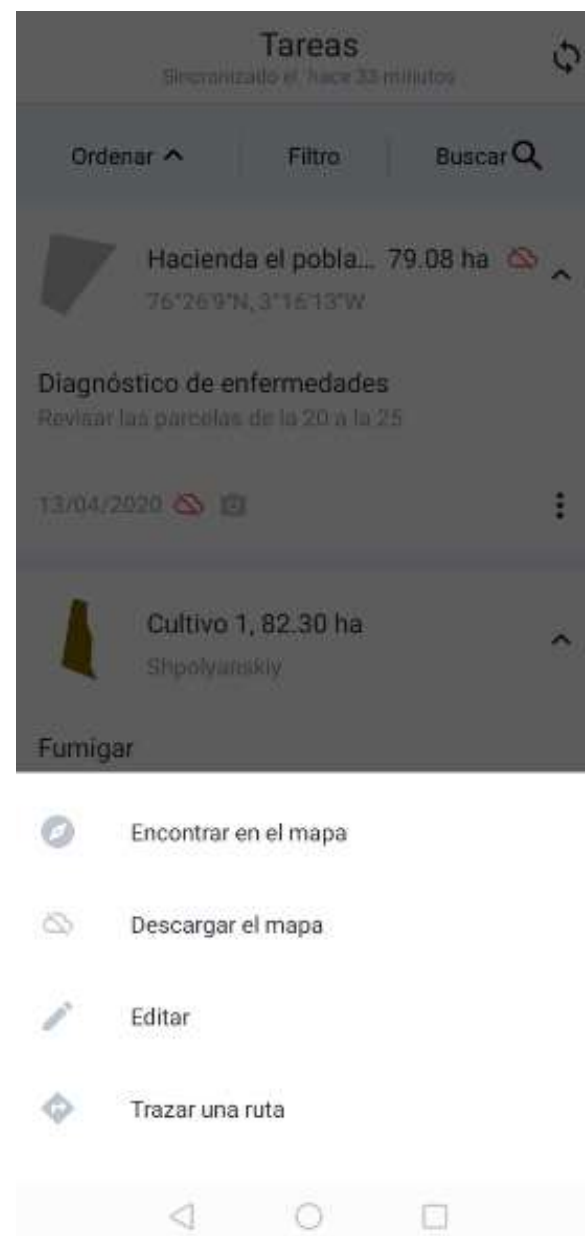 Tareas
Sincronizado el hace 33 minutos
Ordenar Filtro Buscar
Hacienda el pobla... 79.08 ha
76°26'9"N, 3°16'13"W
Diagnóstico de enfermedades
Revisar las parcelas de la 20 a la 25
13/04/2020
Cultivo 1, 82.30 ha
Shpolyanskiy
Fumigar
Encontrar en el mapa
Descargar el mapa
Editar
Trazar una ruta